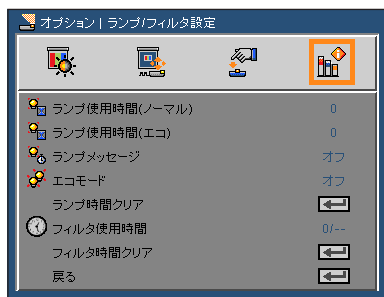 オプション | ランプ/フィルタ設定
ランプ使用時間(ノーマル) 0
ランプ使用時間(エコ) 0
ランプメッセージ オフ
エコモード オフ
ランプ時間クリア
フィルタ使用時間 0/--
フィルタ時間クリア
戻る